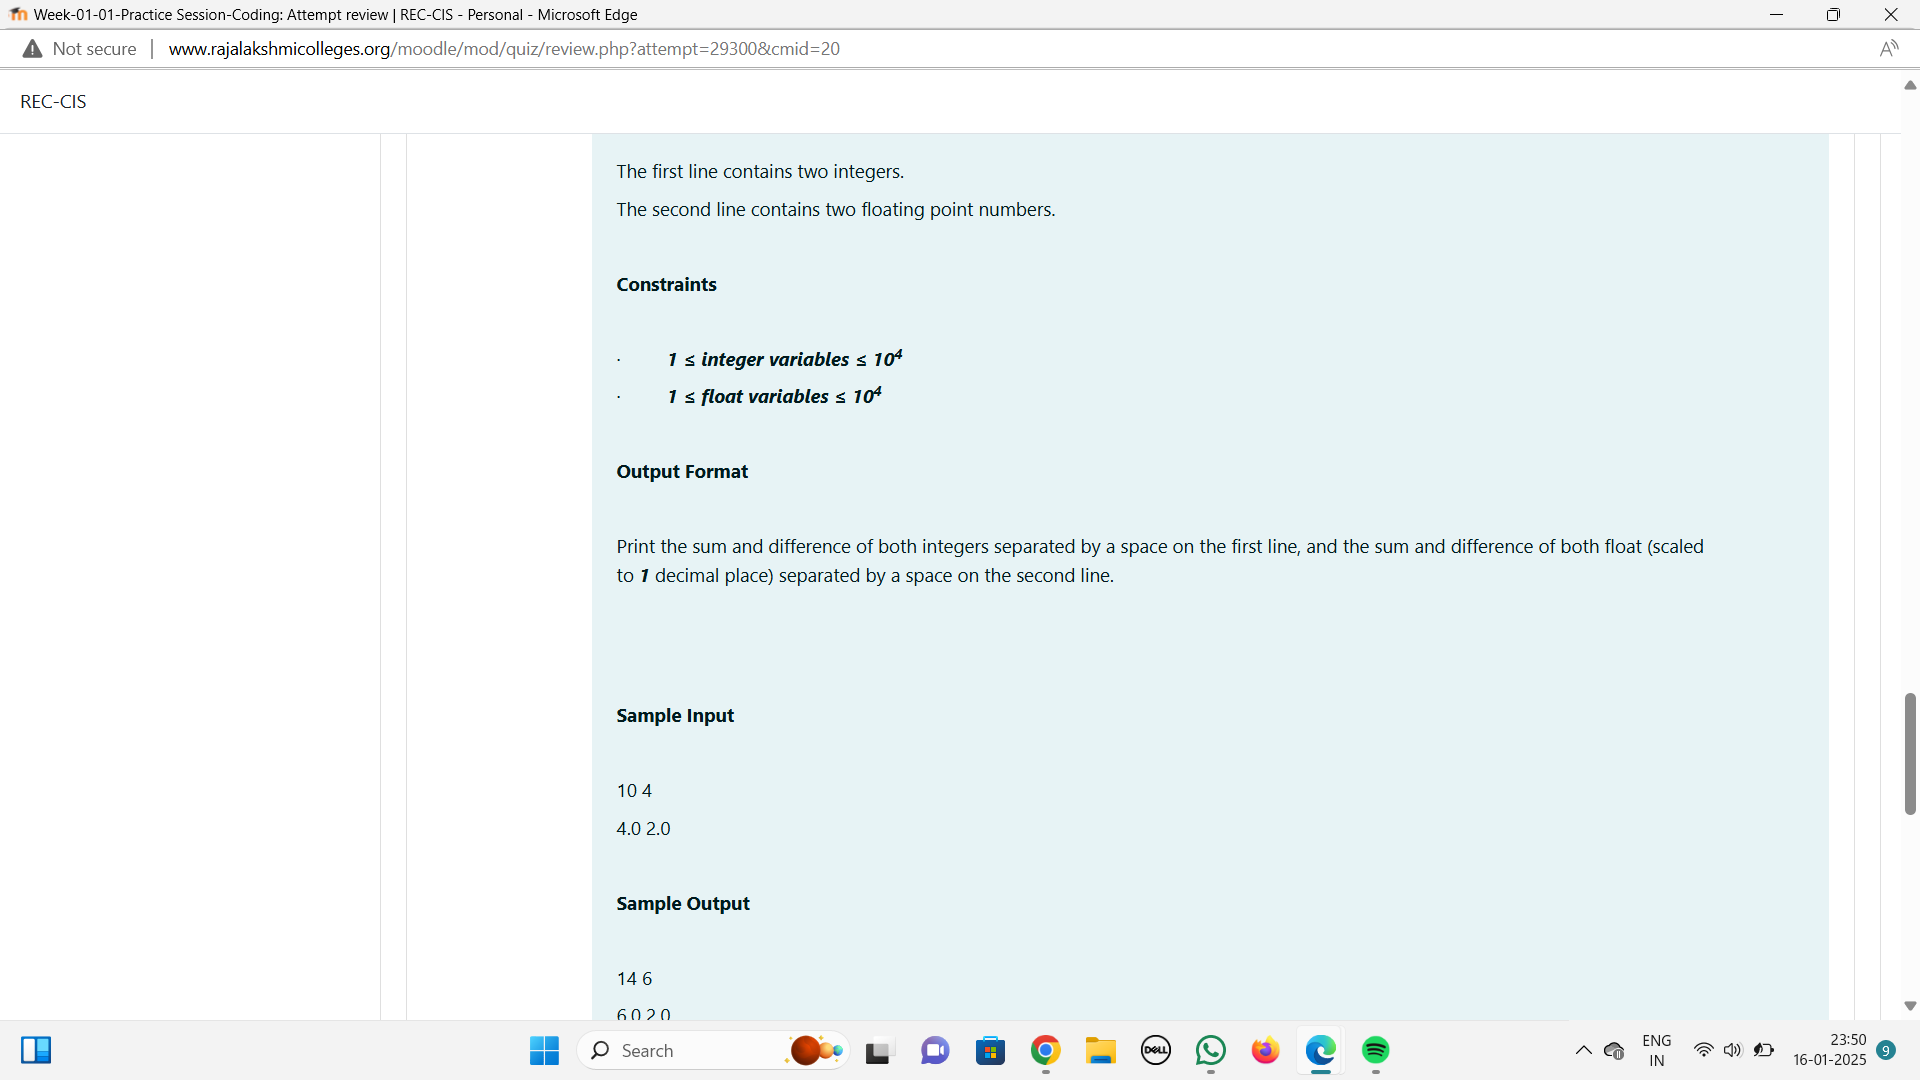 Week-01-01-Practice Session-Coding: Attempt review | REC-CIS - Personal - Microsoft Edge
Not secure | www.rajalakshmicolleges.org/moodle/mod/quiz/review.php?attempt=29300&cmid=20
REC-CIS
The first line contains two integers.
The second line contains two floating point numbers.
Constraints
· 1 ≤ integer variables ≤ 10⁴
· 1 ≤ float variables ≤ 10⁴
Output Format
Print the sum and difference of both integers separated by a space on the first line, and the sum and difference of both float (scaled
to 1 decimal place) separated by a space on the second line.
Sample Input
10 4
4.0 2.0
Sample Output
14 6
6.0 2.0
Search
DELL
ENG
IN
23:50
16-01-2025
9